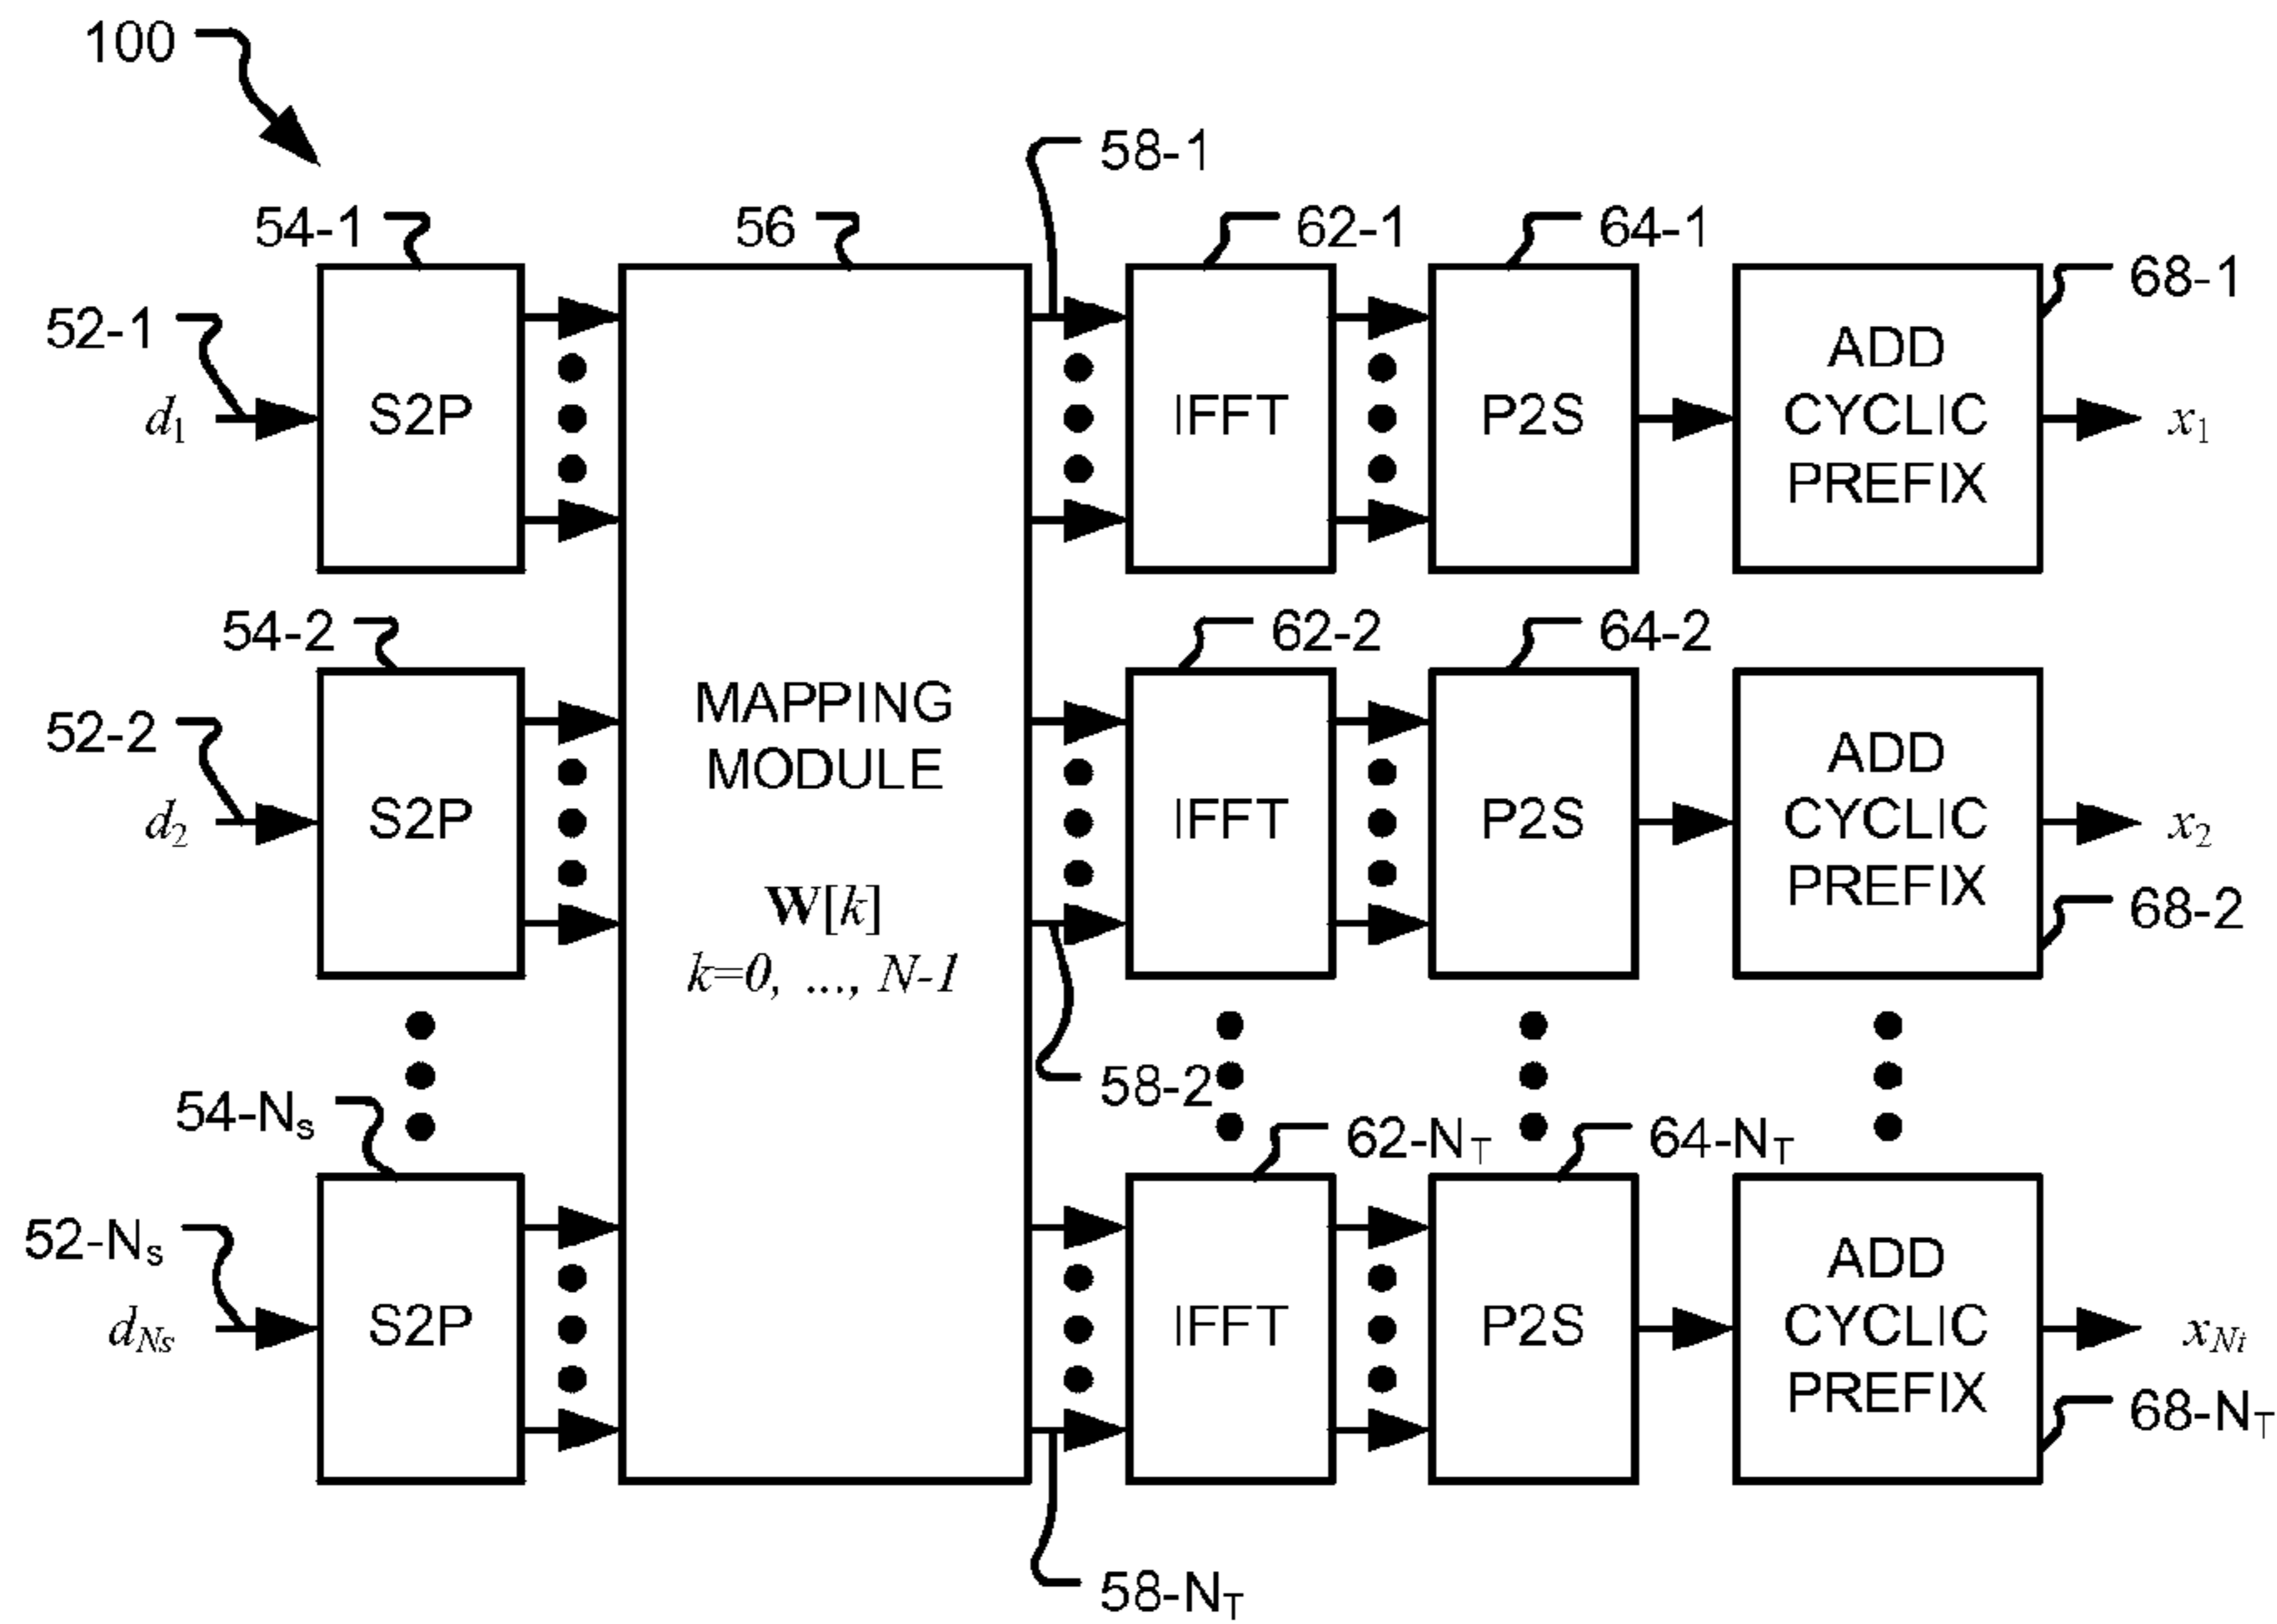 100
58-1
54-1
56
62-1
64-1
68-1
52-1
d1
S2P
IFFT
P2S
ADD
CYCLIC
PREFIX
x1
54-2
62-2
64-2
52-2
d2
S2P
MAPPING
MODULE
W[k]
k=0, ..., N-1
IFFT
P2S
ADD
CYCLIC
PREFIX
x2
68-2
58-2
54-Ns
62-NT
64-NT
52-Ns
dNs
S2P
IFFT
P2S
ADD
CYCLIC
PREFIX
xNt
68-NT
58-NT